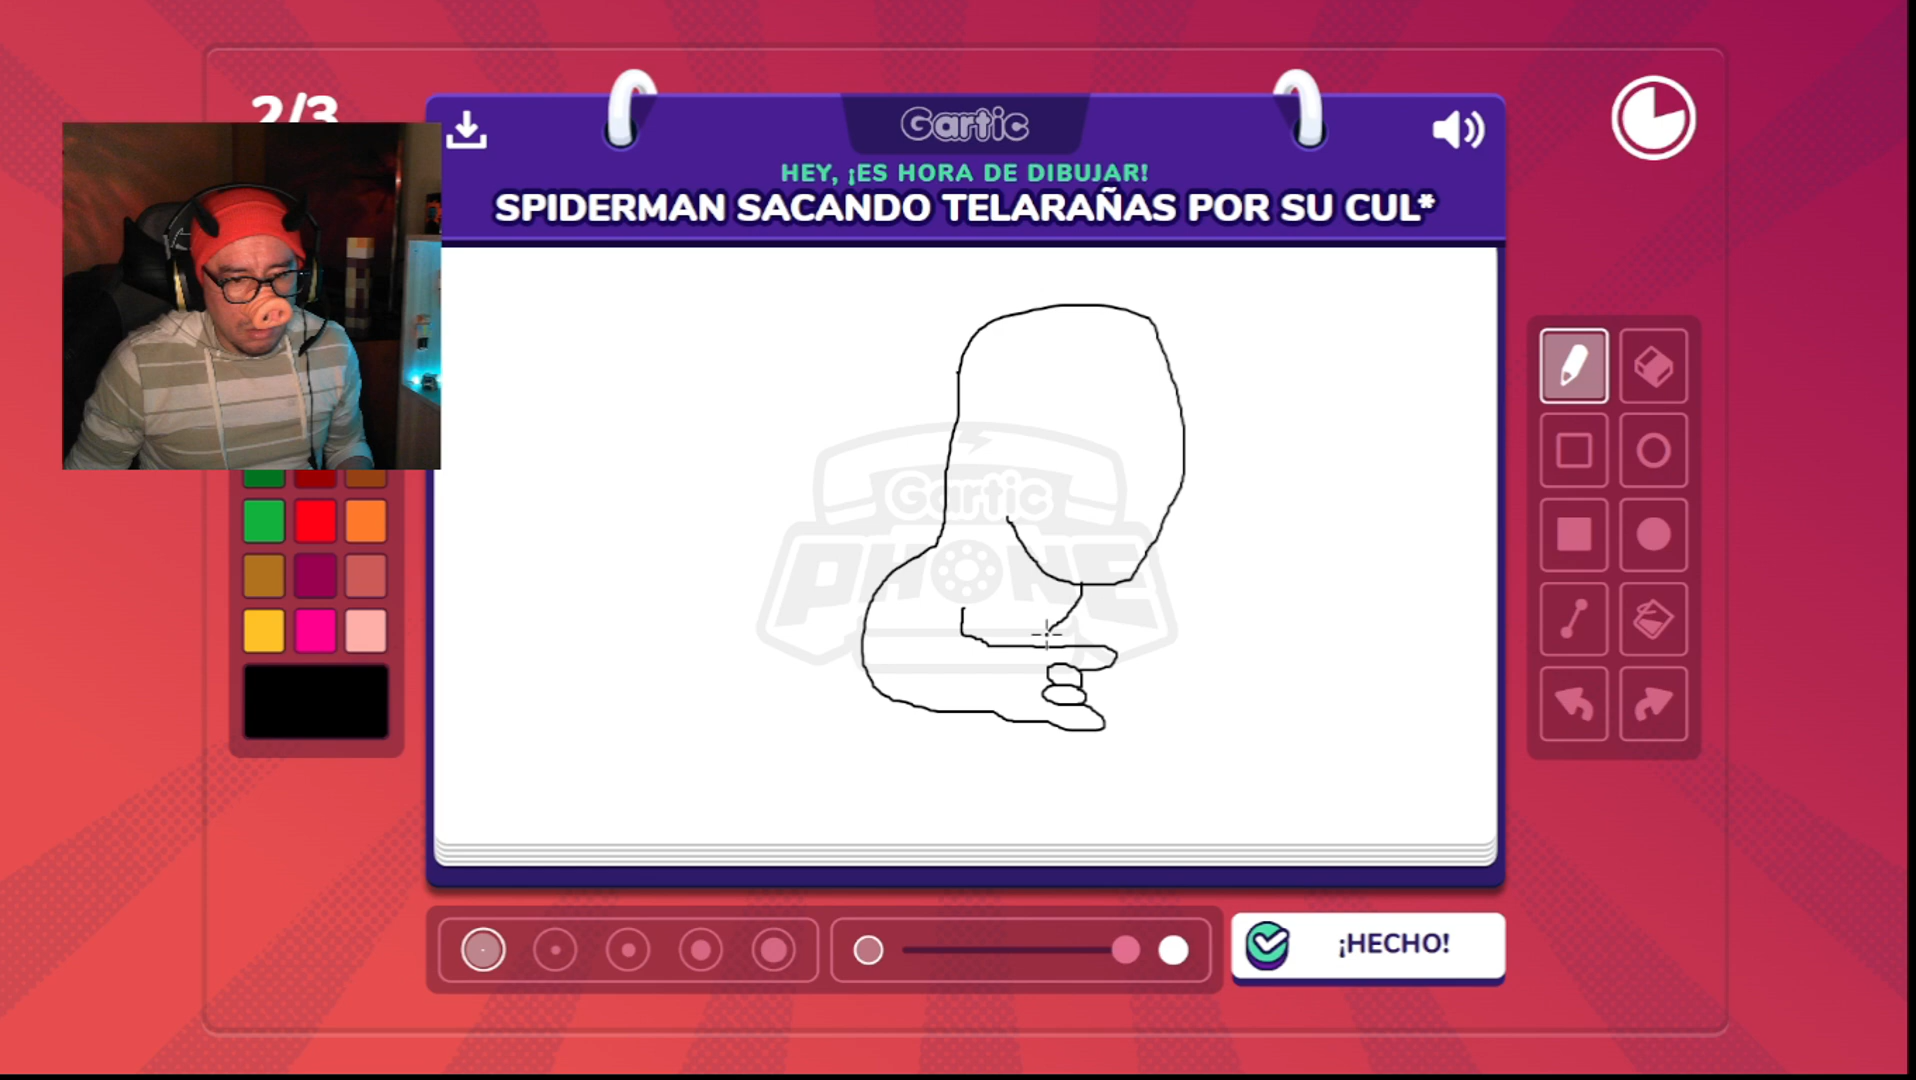 2/3
Gartic
HEY, ¡ES HORA DE DIBUJAR!
SPIDERMAN SACANDO TELARAÑAS POR SU CUL*
Gartic
PHONE
¡HECHO!